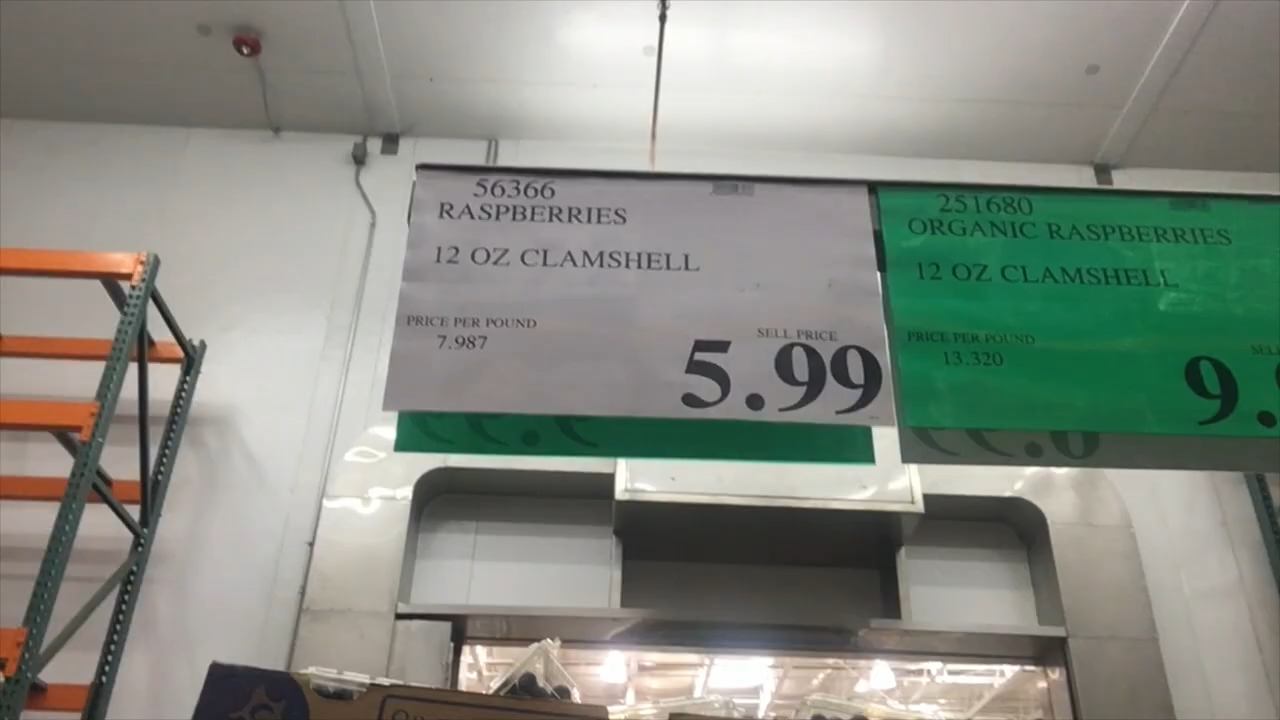 56366
RASPBERRIES
12 OZ CLAMSHELL
PRICE PER POUND
7.987
SELL PRICE
5.99
251680
ORGANIC RASPBERRIES
12 OZ CLAMSHELL
PRICE PER POUND
13.320
9.